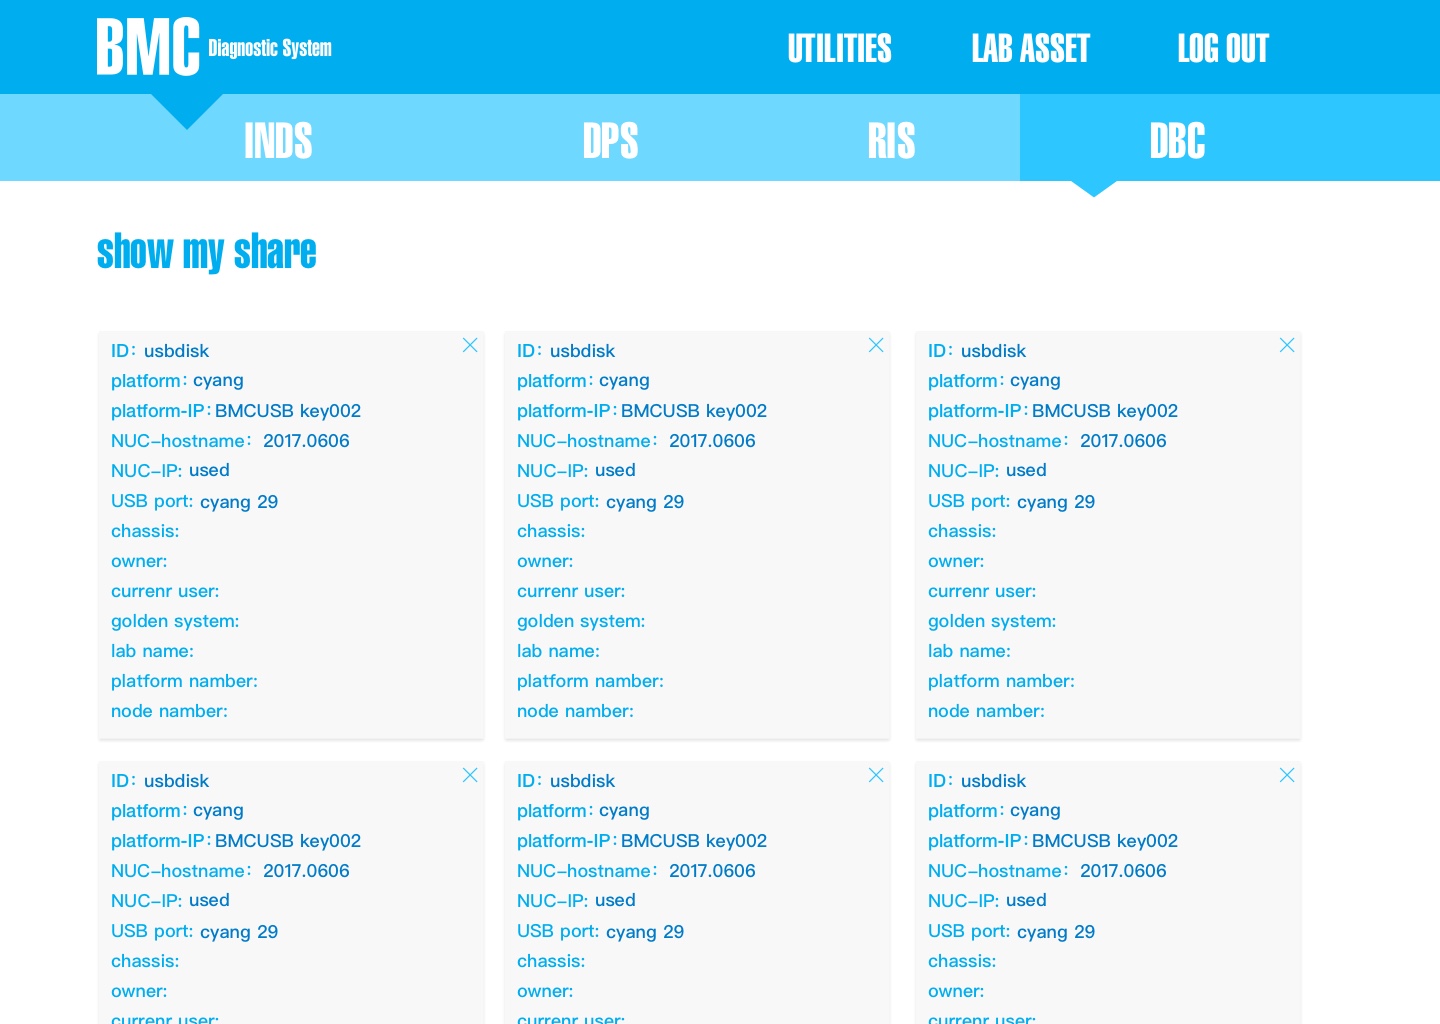 BMC Diagnostic System
UTILITIES LAB ASSET LOG OUT
INDS DPS RIS DBC
show my share
ID: usbdisk
platform: cyang
platform-IP: BMCUSB key002
NUC-hostname: 2017.0606
NUC-IP: used
USB port: cyang 29
chassis:
owner:
currenr user:
golden system:
lab name:
platform namber:
node namber:
ID: usbdisk
platform: cyang
platform-IP: BMCUSB key002
NUC-hostname: 2017.0606
NUC-IP: used
USB port: cyang 29
chassis:
owner:
currenr user:
golden system:
lab name:
platform namber:
node namber:
ID: usbdisk
platform: cyang
platform-IP: BMCUSB key002
NUC-hostname: 2017.0606
NUC-IP: used
USB port: cyang 29
chassis:
owner:
currenr user:
golden system:
lab name:
platform namber:
node namber:
ID: usbdisk
platform: cyang
platform-IP: BMCUSB key002
NUC-hostname: 2017.0606
NUC-IP: used
USB port: cyang 29
chassis:
owner:
currenr user:
ID: usbdisk
platform: cyang
platform-IP: BMCUSB key002
NUC-hostname: 2017.0606
NUC-IP: used
USB port: cyang 29
chassis:
owner:
currenr user:
ID: usbdisk
platform: cyang
platform-IP: BMCUSB key002
NUC-hostname: 2017.0606
NUC-IP: used
USB port: cyang 29
chassis:
owner:
currenr user: